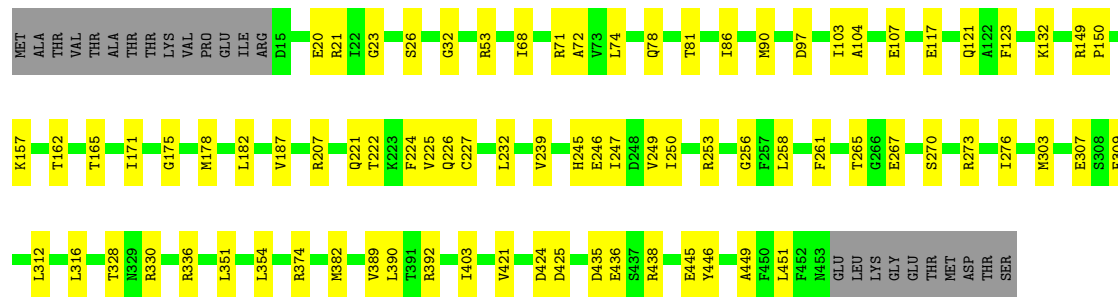 MET ALA THR VAL THR ALA THR THR LYS VAL PRO GLU ILE ARG D15 E20 R21 I22 G23 S26 G32 R53 I68 R71 A72 V73 L74 Q78 T81 I86 M90 D97 I103 A104 E107 E117 Q121 A122 F123 K132 R149 P150
K157 T162 T165 I171 G175 M178 L182 V187 R207 Q221 T222 K223 F224 V225 Q226 C227 L232 V239 H245 E246 I247 D248 V249 I250 R253 G256 F257 L258 F261 T265 G266 E267 S270 R273 I276 M303 E307 S308
L312 L316 T328 N329 R330 R336 L351 L354 R374 M382 V389 L390 T391 R392 I403 V421 D424 D425 D435 E436 S437 R438 E445 Y446 A449 F450 L451 F452 N453 GLU LEU LYS GLY GLU THR MET ASP THR SER